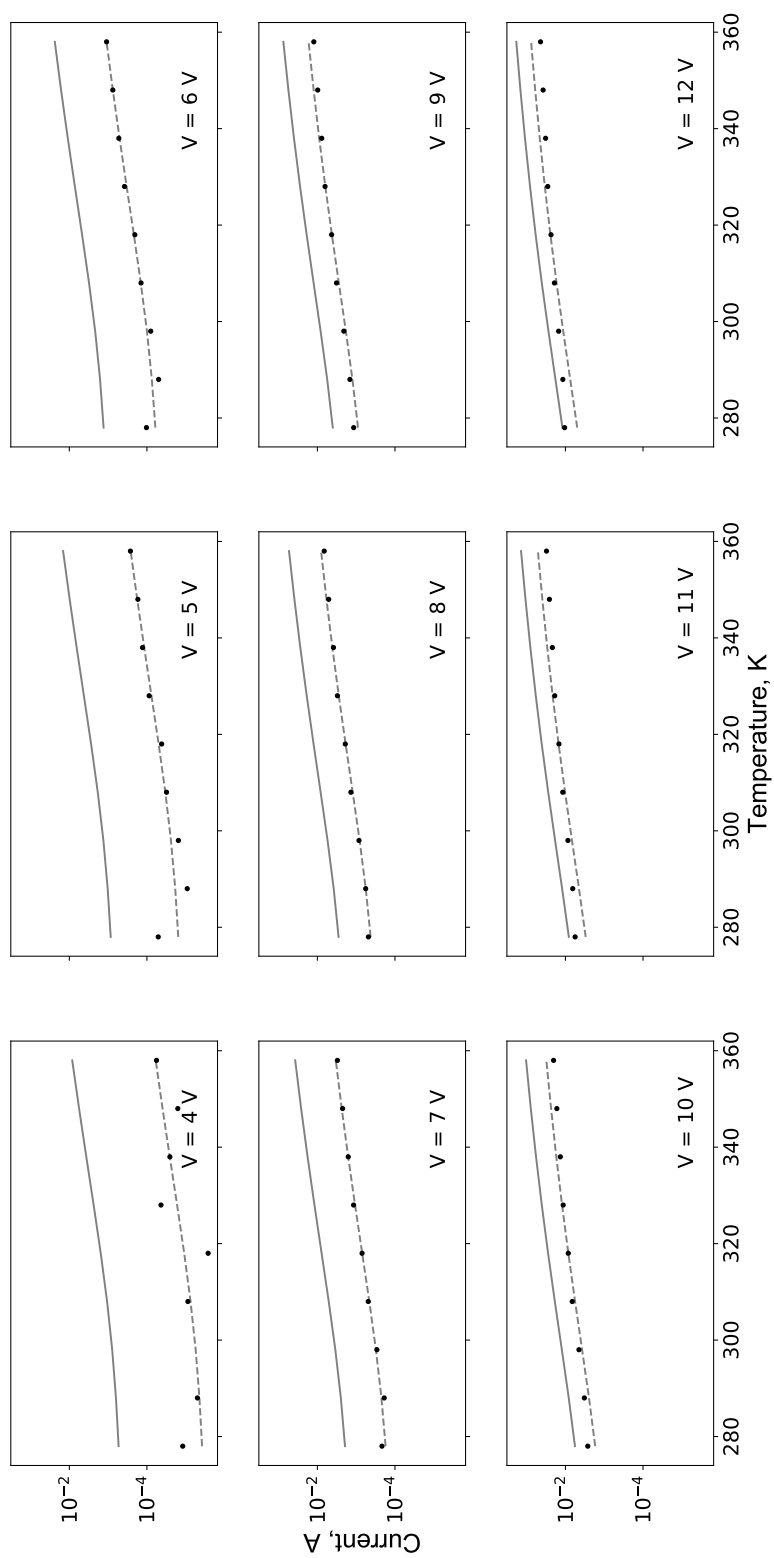 V = 4 V
V = 5 V
V = 6 V
10⁻²
10⁻⁴
V = 7 V
V = 8 V
V = 9 V
10⁻²
10⁻⁴
Current, A
V = 10 V
V = 11 V
V = 12 V
10⁻²
10⁻⁴
280 300 320 340 360
280 300 320 340 360
280 300 320 340 360
Temperature, K